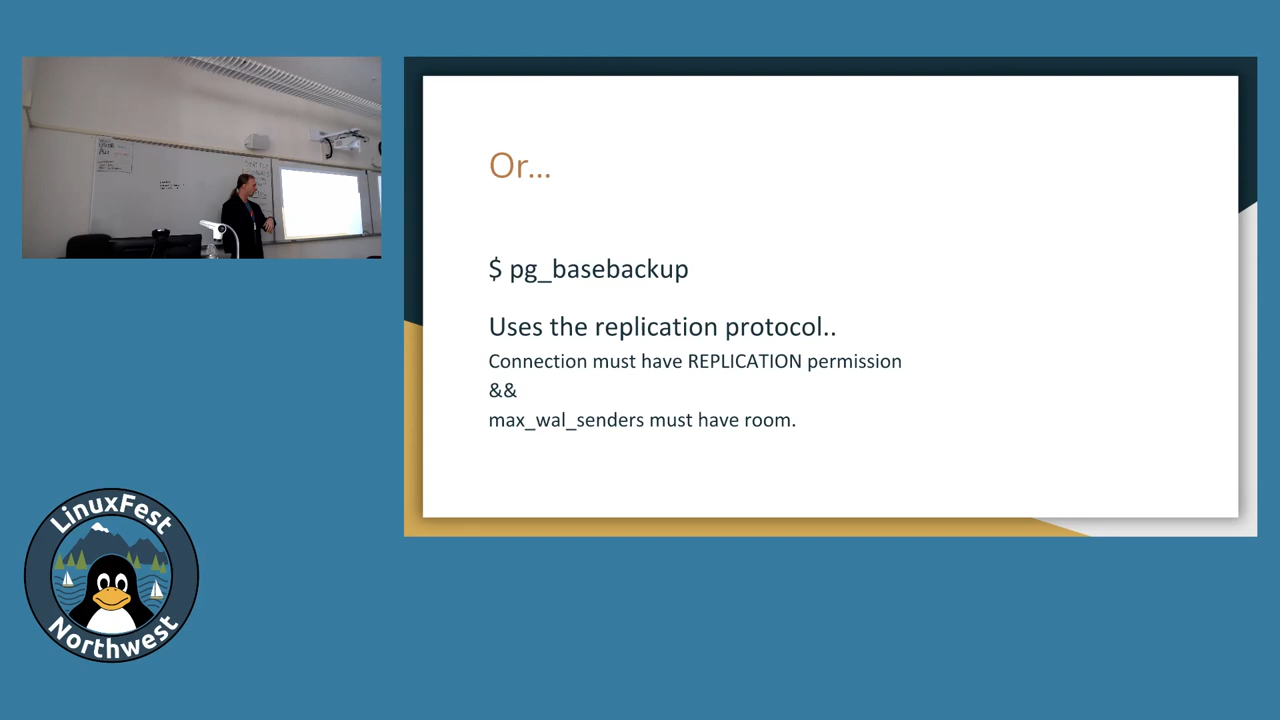 Or...
$ pg_basebackup
Uses the replication protocol..
Connection must have REPLICATION permission
&&
max_wal_senders must have room.
LinuxFest
Northwest